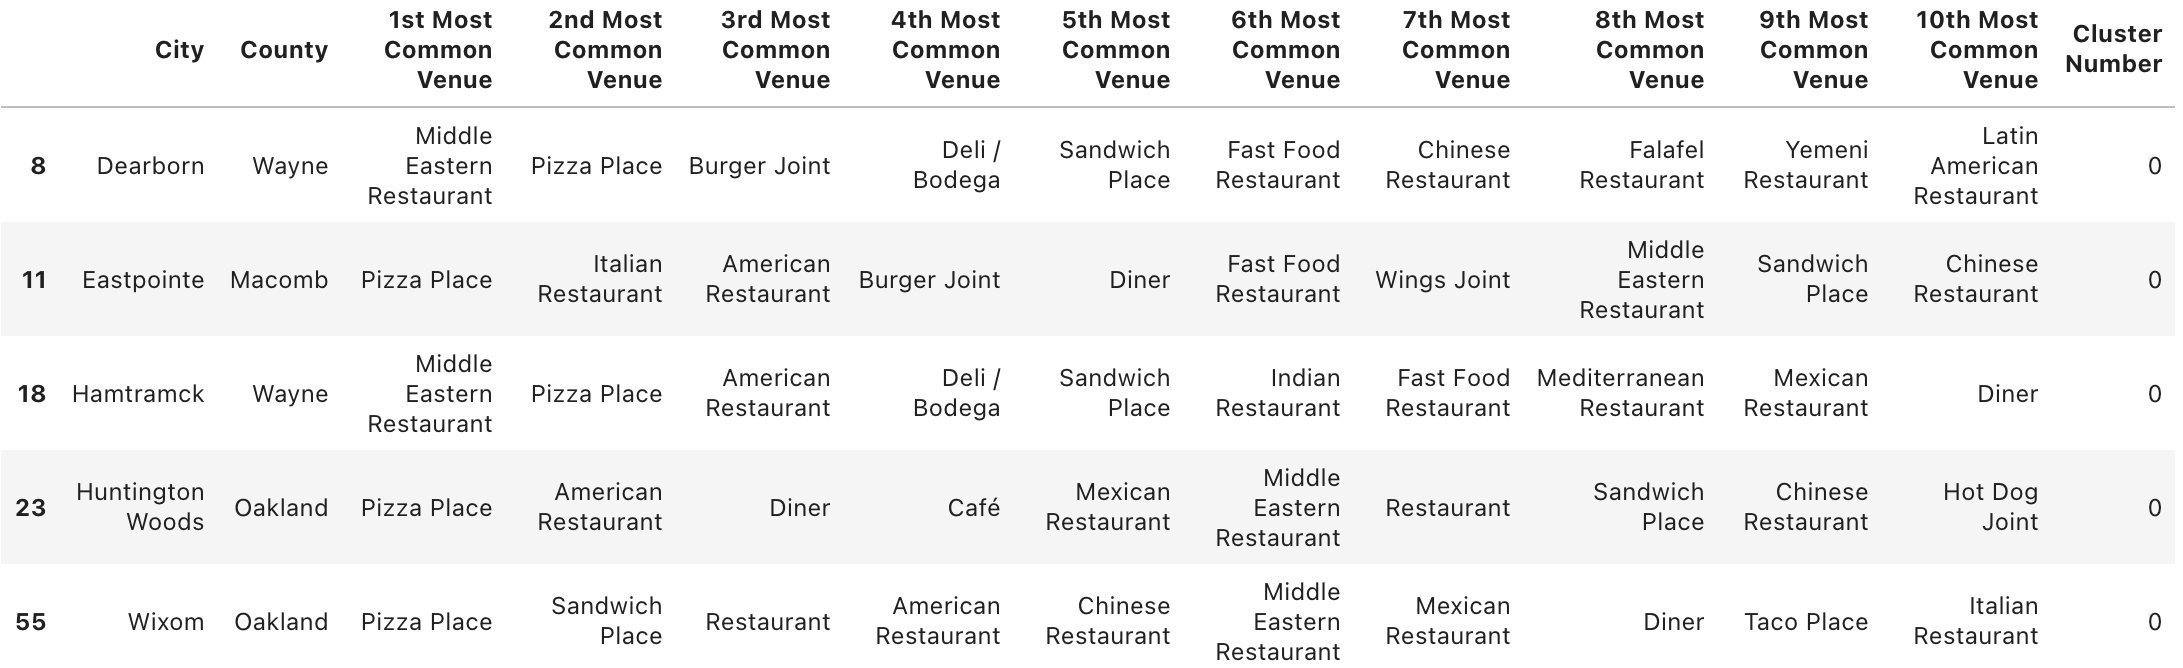 City County 1st Most Common Venue 2nd Most Common Venue 3rd Most Common Venue 4th Most Common Venue 5th Most Common Venue 6th Most Common Venue 7th Most Common Venue 8th Most Common Venue 9th Most Common Venue 10th Most Common Venue Cluster Number
8 Dearborn Wayne Middle Eastern Restaurant Pizza Place Burger Joint Deli / Bodega Sandwich Place Fast Food Restaurant Chinese Restaurant Falafel Restaurant Yemeni Restaurant Latin American Restaurant 0
11 Eastpointe Macomb Pizza Place Italian Restaurant American Restaurant Burger Joint Diner Fast Food Restaurant Wings Joint Middle Eastern Restaurant Sandwich Place Chinese Restaurant 0
18 Hamtramck Wayne Middle Eastern Restaurant Pizza Place American Restaurant Deli / Bodega Sandwich Place Indian Restaurant Fast Food Restaurant Mediterranean Restaurant Mexican Restaurant Diner 0
23 Huntington Woods Oakland Pizza Place American Restaurant Diner Café Mexican Restaurant Middle Eastern Restaurant Restaurant Sandwich Place Chinese Restaurant Hot Dog Joint 0
55 Wixom Oakland Pizza Place Sandwich Place Restaurant American Restaurant Chinese Restaurant Middle Eastern Restaurant Mexican Restaurant Diner Taco Place Italian Restaurant 0